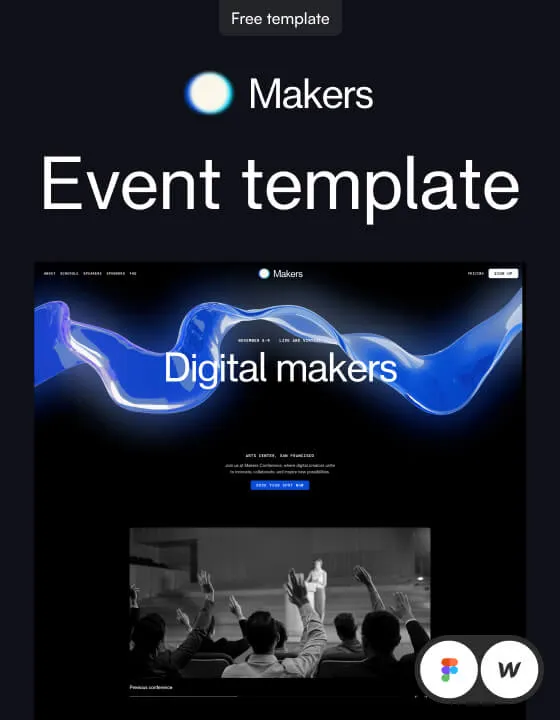 Free template
Makers
Event template
ABOUT SCHEDULE SPEAKERS SPONSORS FAQ
Makers
PRICING
SIGN UP
NOVEMBER 8-9 LIVE AND
Digital makers
ARTS CENTER, SAN FRANCISCO
Join us at Makers Conference, where digital creators unite
to innovate, collaborate, and inspire new possibilities.
BOOK YOUR SPOT NOW
Previous conference
W